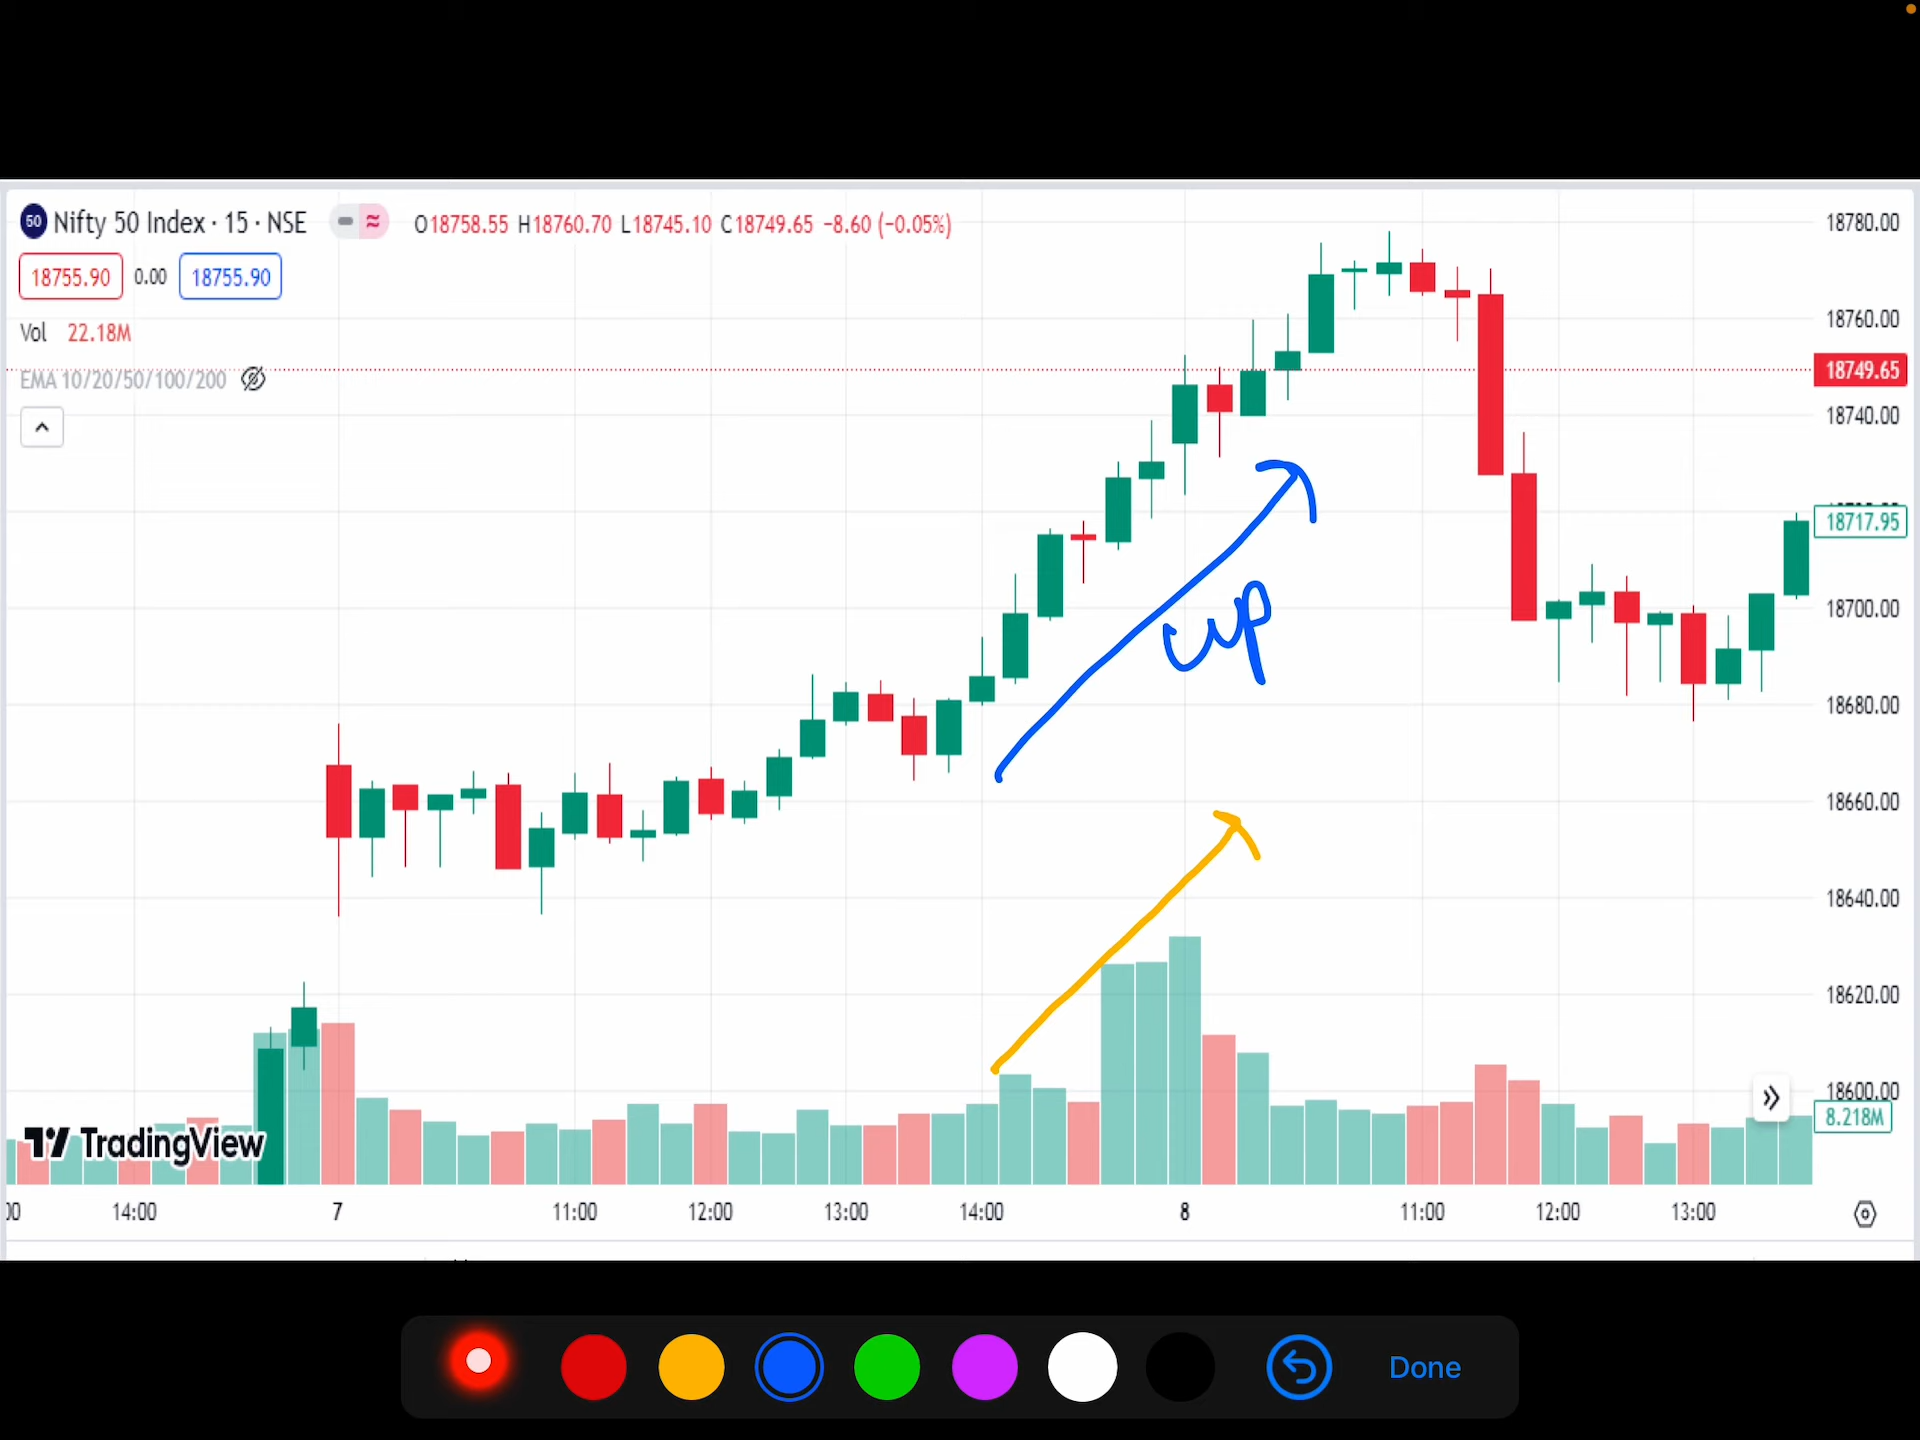 50 Nifty 50 Index · 15 · NSE O18758.55 H18760.70 L18745.10 C18749.65 −8.60 (−0.05%)
18755.90 0.00 18755.90
Vol 22.18M
EMA 10/20/50/100/200
18780.00
18760.00
18749.65
18740.00
18717.95
18700.00
18680.00
18660.00
18640.00
18620.00
18600.00
8.218M
up
TradingView
14:00 7 11:00 12:00 13:00 14:00 8 11:00 12:00 13:00
Done